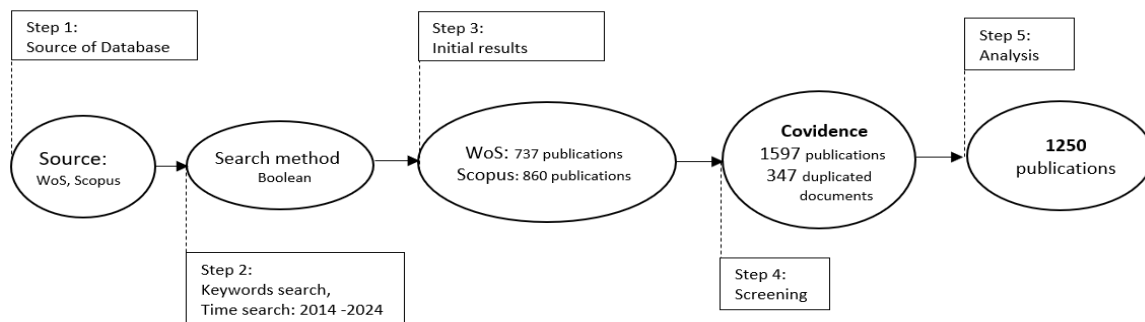 Step 1:
Source of Database
Step 3:
Initial results
Step 5:
Analysis
Source:
WoS, Scopus
Search method
Boolean
WoS: 737 publications
Scopus: 860 publications
Covidence
1597 publications
347 duplicated
documents
1250
publications
Step 2:
Keywords search,
Time search: 2014 -2024
Step 4:
Screening